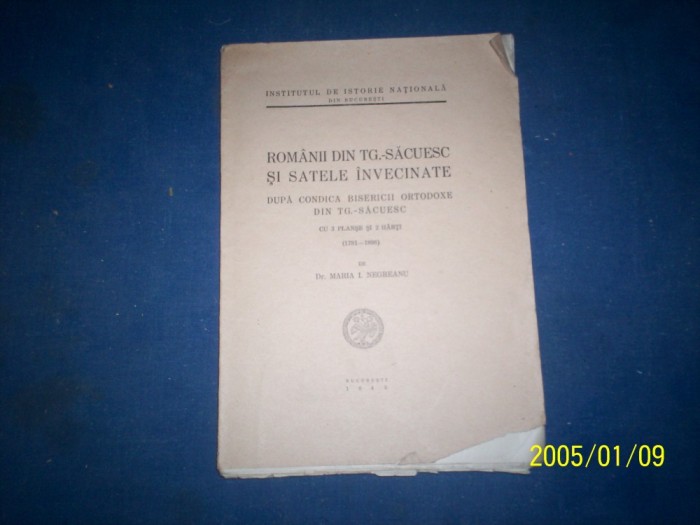 INSTITUTUL DE ISTORIE NAȚIONALĂ
DIN BUCUREȘTI
ROMÂNII DIN TG.-SĂCUESC
ȘI SATELE ÎNVECINATE
DUPĂ CONDICA BISERICII ORTODOXE
DIN TG.-SĂCUESC
CU 5 PLANȘE ȘI 2 HĂRȚI
DE
Dr. MARIA I. NEGREANU
BUCUREȘTI
2005/01/09